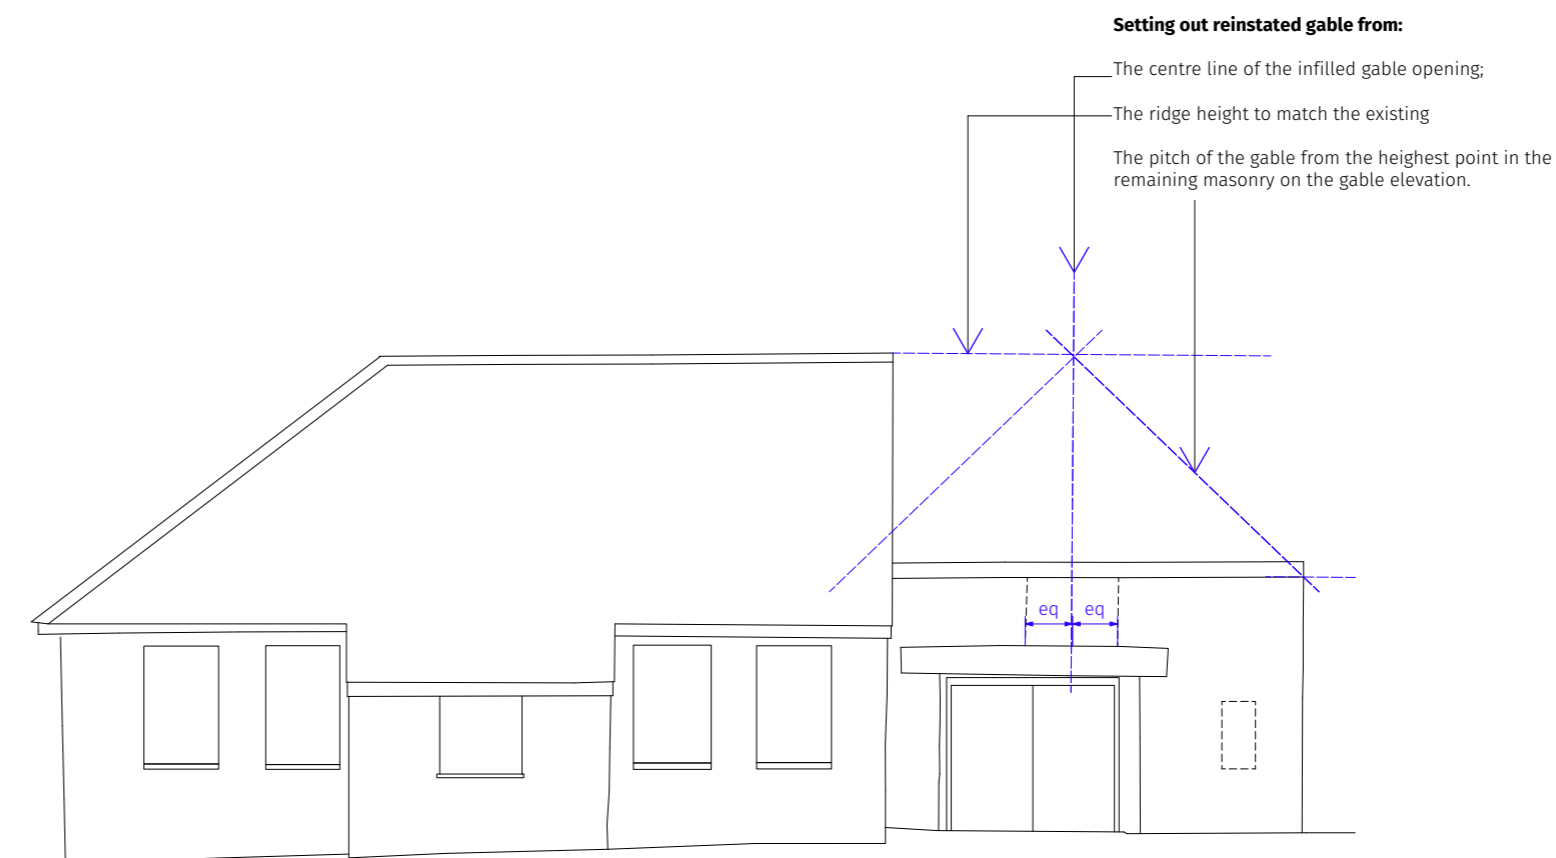 Setting out reinstated gable from:
The centre line of the infilled gable opening;
The ridge height to match the existing
The pitch of the gable from the heighest point in the
remaining masonry on the gable elevation.
eq eq